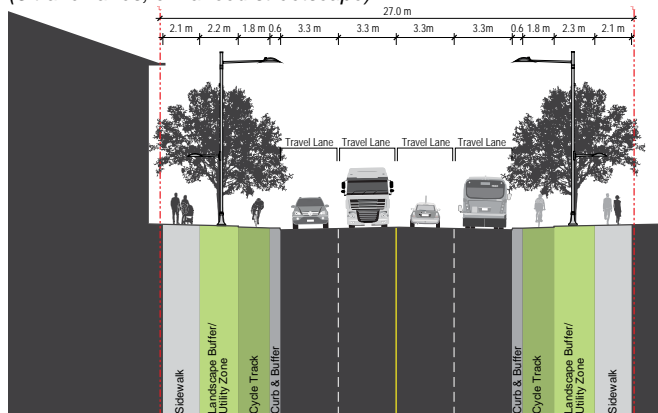 27.0 m
2.1 m 2.2 m 1.8 m 0.6 3.3 m 3.3 m 3.3m 3.3m 0.6 1.8 m 2.3 m 2.1 m
Travel Lane Travel Lane Travel Lane Travel Lane
Sidewalk
Landscape Buffer/
Utility Zone
Cycle Track
Curb & Buffer
Curb & Buffer
Cycle Track
Landscape Buffer/
Utility Zone
Sidewalk